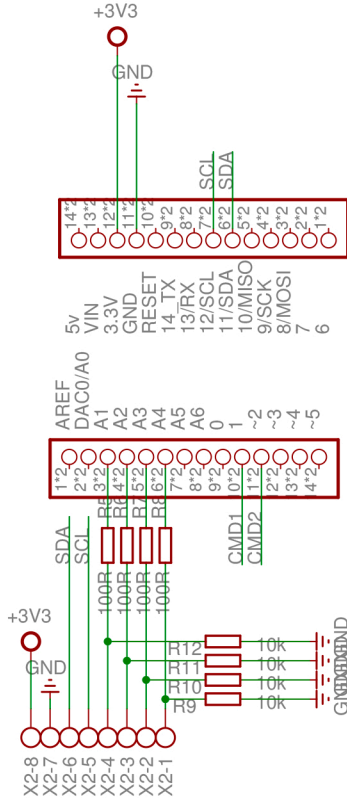 +3V3
GND
SCL
SDA
14*2
13*2
12*2
11*2
10*2
9*2
8*2
7*2
6*2
5*2
4*2
3*2
2*2
1*2
5v
VIN
3.3V
GND
RESET
14_TX
13/RX
12/SCL
11/SDA
10/MISO
9/SCK
8/MOSI
7
6
AREF
DAC0/A0
A1
A2
A3
A4
A5
A6
0
1
~2
~3
~4
~5
1*2
2*2
3*2
4*2
5*2
6*2
7*2
8*2
9*2
10*2
11*2
12*2
13*2
14*2
R5
R6
R7
R8
SDA
SCL
100R
100R
100R
100R
CMD1
CMD2
+3V3
GND
R12
10k
GND
R11
10k
R10
10k
R9
10k
X2-8
X2-7
X2-6
X2-5
X2-4
X2-3
X2-2
X2-1